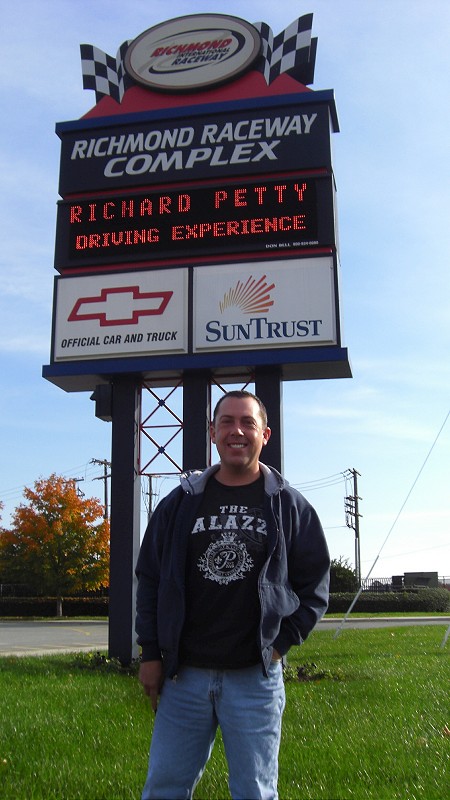 RICHMOND
INTERNATIONAL
RACEWAY
RICHMOND RACEWAY
COMPLEX
RICHARD PETTY
DRIVING EXPERIENCE
OFFICIAL CAR AND TRUCK
SUNTRUST
THE
ALAZZ
P